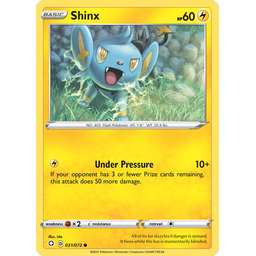 BASIC Shinx HP60
NO. 403 Flash Pokémon HT: 1'8" WT: 20.9 lbs.
Under Pressure 10+
If your opponent has 3 or fewer Prize cards remaining,
this attack does 50 more damage.
weakness ×2 resistance retreat
Illus.
All of its fur dazzles if danger is sensed.
It flees while the foe is momentarily blinded.
031/072
©2021 Pokémon / Nintendo / Creatures / GAME FREAK